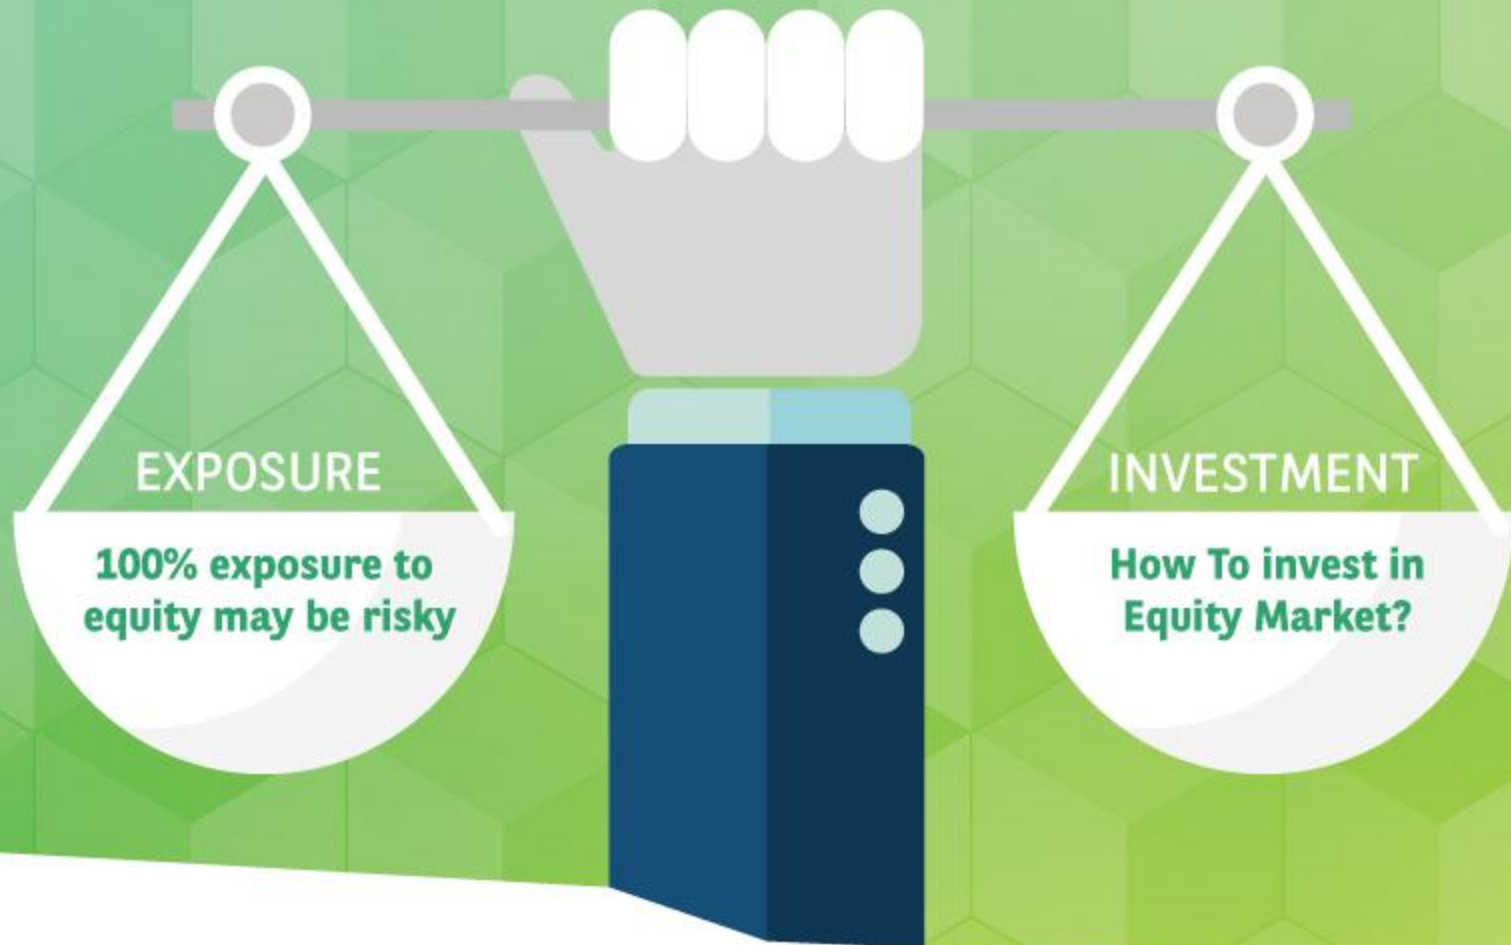 EXPOSURE
100% exposure to
equity may be risky
INVESTMENT
How To invest in
Equity Market?